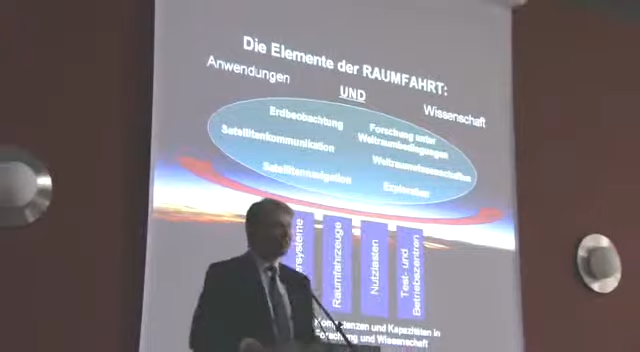 Die Elemente der RAUMFAHRT:
Anwendungen
UND
Wissenschaft
Erdbeobachtung
Satellitenkommunikation
Satellitennavigation
Forschung unter
Weltraumbedingungen
Weltraumwissenschaften
Exploration
Raumfahrzeuge
Nutzlasten
Test- und
Betriebszentren
Kompetenzen und Kapazitäten in
Forschung und Wissenschaft